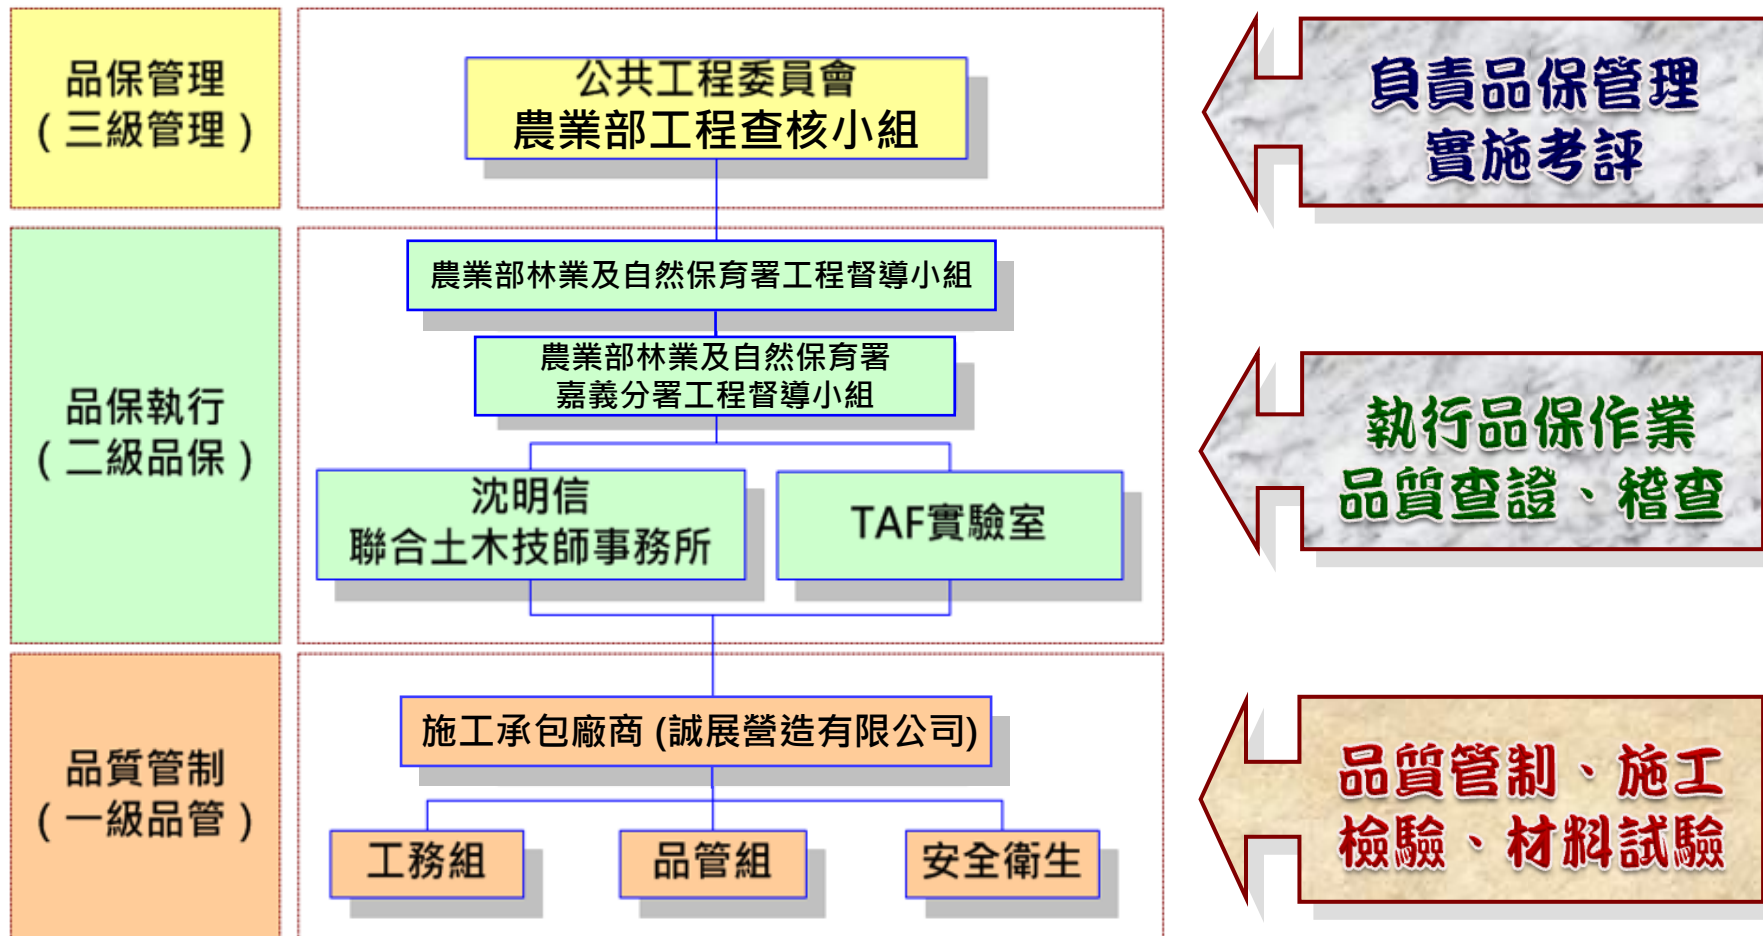 品保管理
(三級管理)
公共工程委員會
農業部工程查核小組
負責品保管理
實施考評
品保執行
(二級品保)
農業部林業及自然保育署工程督導小組
農業部林業及自然保育署
嘉義分署工程督導小組
沈明信
聯合土木技師事務所
TAF實驗室
執行品保作業
品質查證、稽查
品質管制
(一級品管)
施工承包廠商 (誠展營造有限公司)
工務組
品管組
安全衛生
品質管制、施工
檢驗、材料試驗